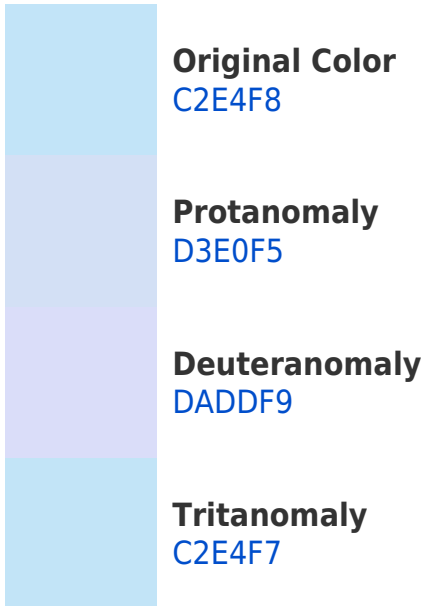 Original Color
C2E4F8
Protanomaly
D3E0F5
Deuteranomaly
DADDF9
Tritanomaly
C2E4F7